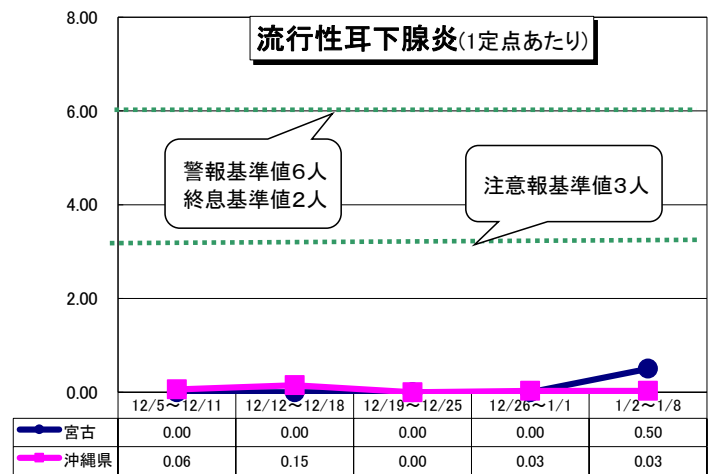 流行性耳下腺炎(1定点あたり)
8.00
6.00
警報基準値6人
終息基準値2人
注意報基準値3人
4.00
2.00
0.00
12/5～12/11 12/12～12/18 12/19～12/25 12/26～1/1 1/2～1/8
宮古 0.00 0.00 0.00 0.00 0.50
沖縄県 0.06 0.15 0.00 0.03 0.03